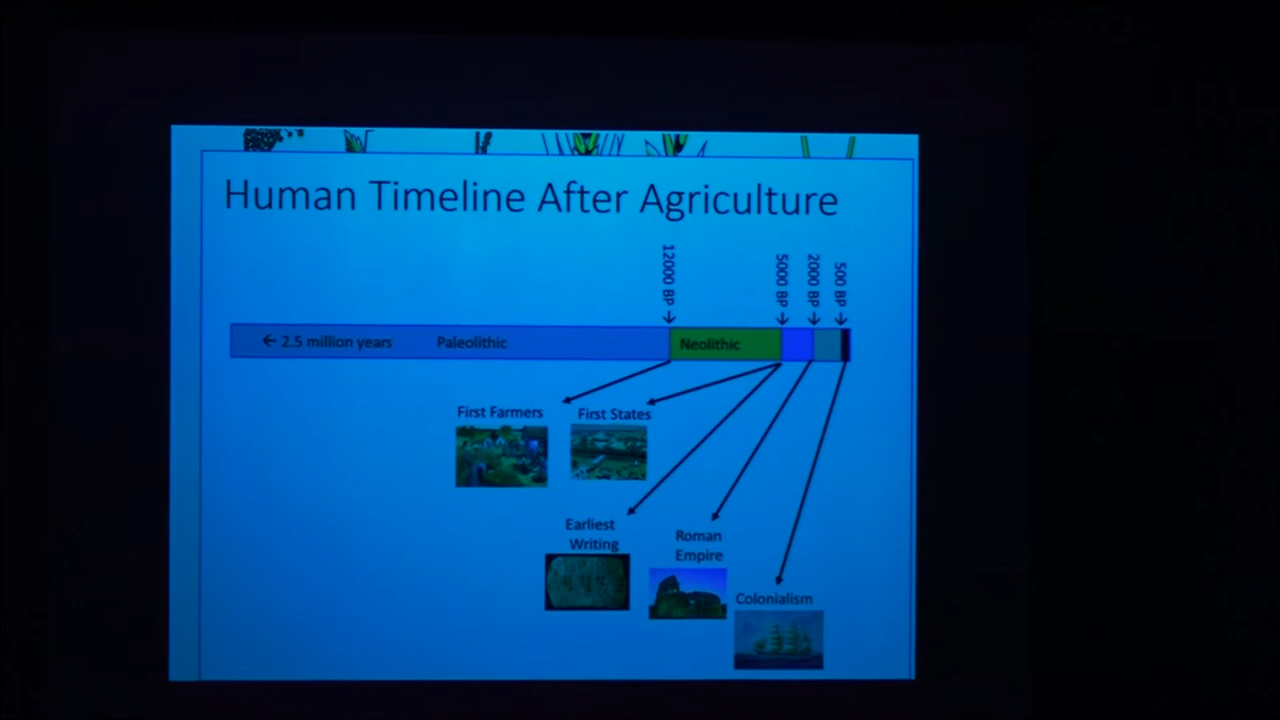 Human Timeline After Agriculture
12000 BP →
5000 BP →
2000 BP →
500 BP →
← 2.5 million years
Paleolithic
Neolithic
First Farmers
First States
Earliest
Writing
Roman
Empire
Colonialism